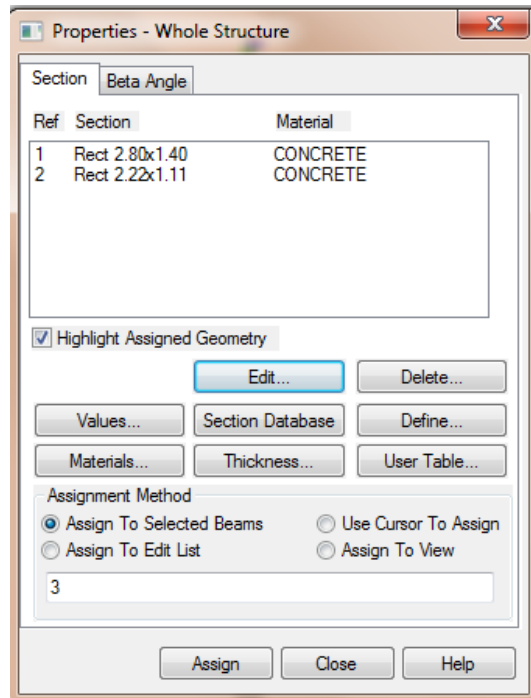 Properties - Whole Structure
Section Beta Angle
Ref Section Material
1 Rect 2.80x1.40 CONCRETE
2 Rect 2.22x1.11 CONCRETE
Highlight Assigned Geometry
Edit... Delete...
Values... Section Database Define...
Materials... Thickness... User Table...
Assignment Method
Assign To Selected Beams Use Cursor To Assign
Assign To Edit List Assign To View
3
Assign Close Help